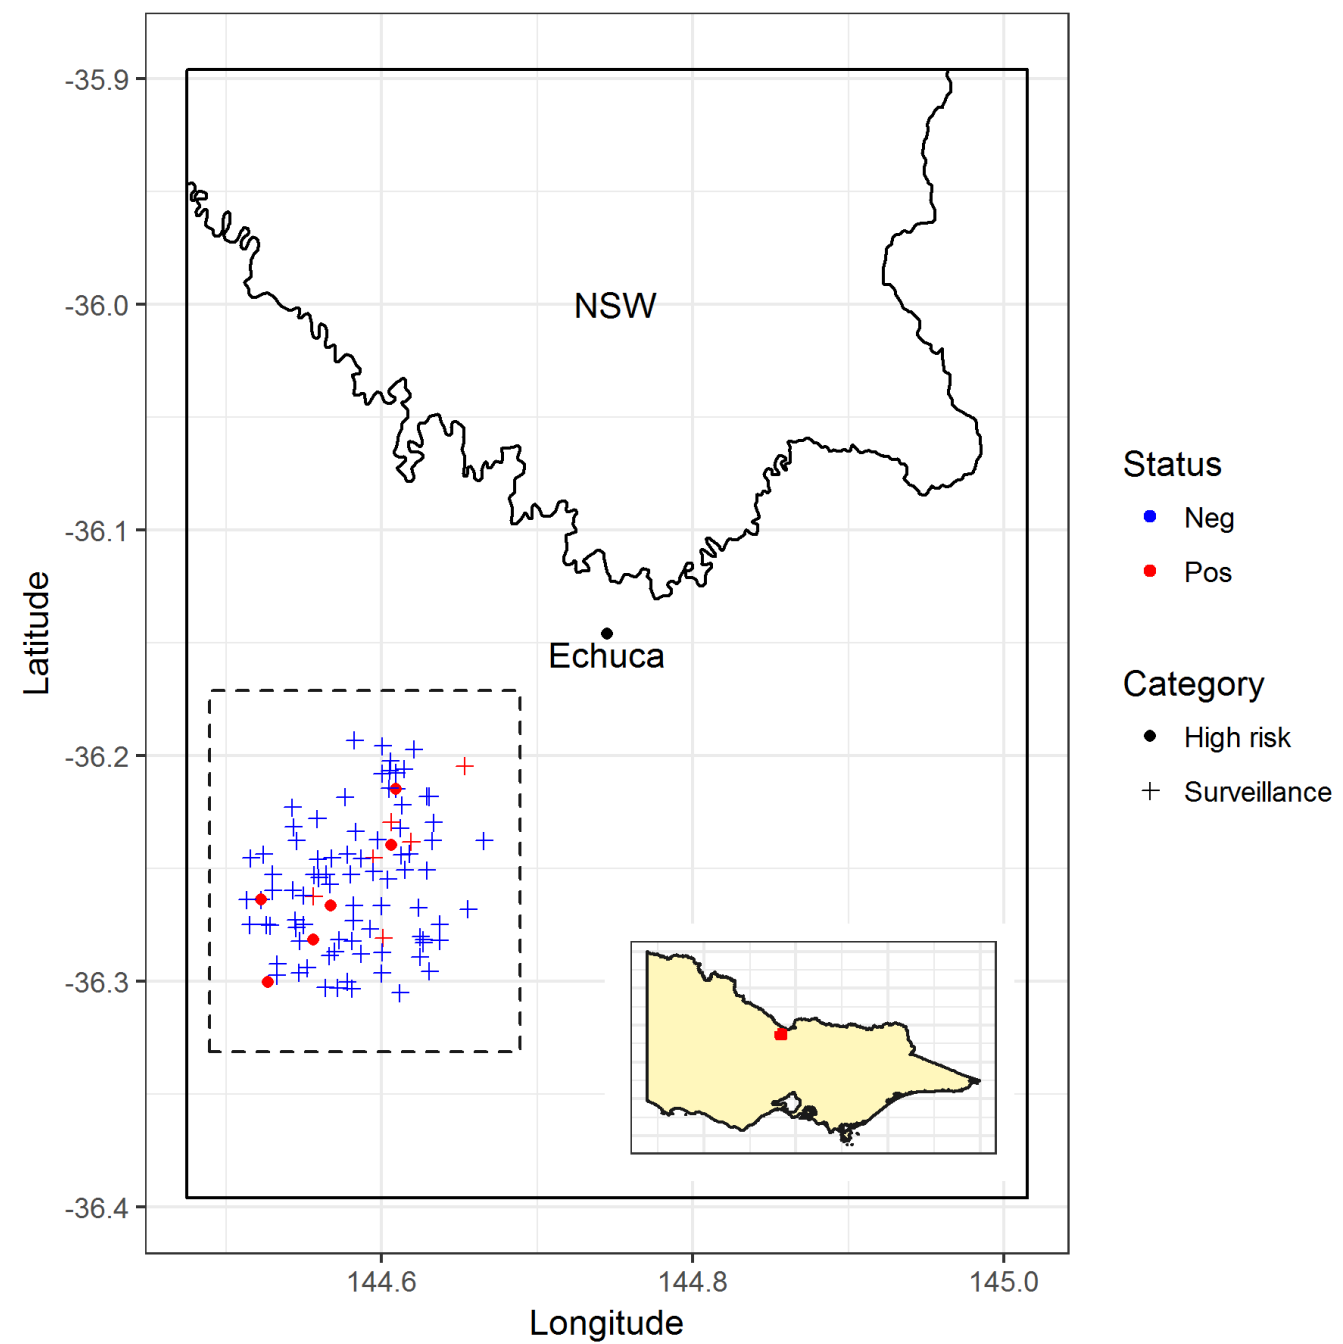 -35.9
-36.0
-36.1
-36.2
-36.3
-36.4
Latitude
NSW
Echuca
144.6
144.8
145.0
Longitude
Status
Neg
Pos
Category
High risk
Surveillance